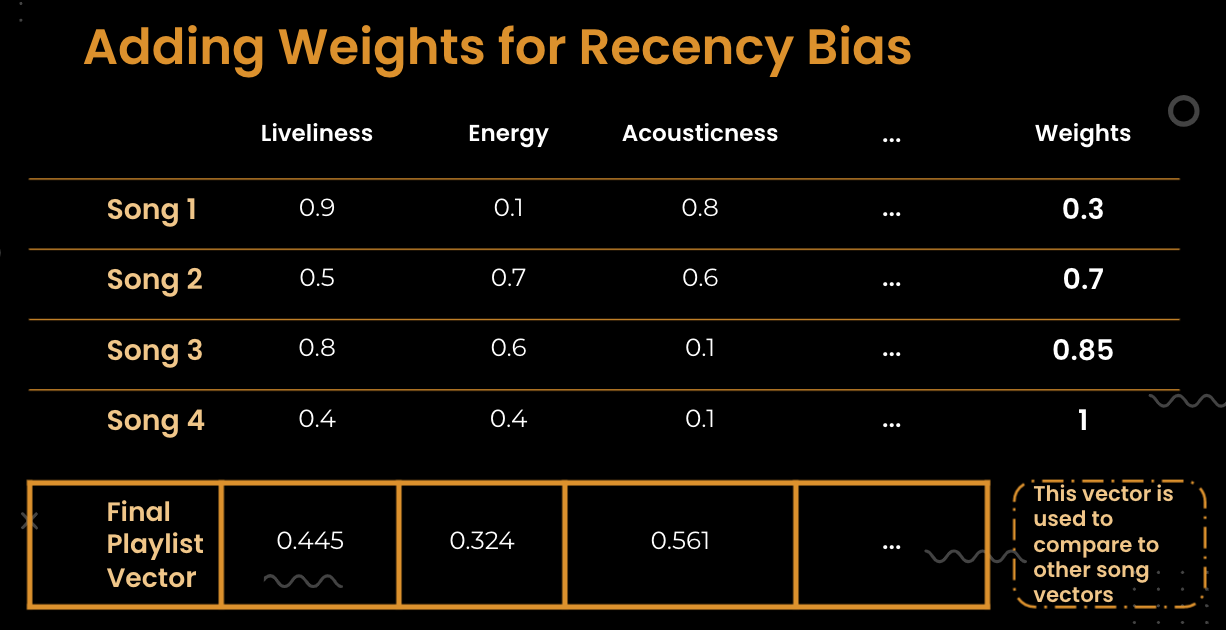 Adding Weights for Recency Bias
Liveliness Energy Acousticness ... Weights
Song 1 0.9 0.1 0.8 ... 0.3
Song 2 0.5 0.7 0.6 ... 0.7
Song 3 0.8 0.6 0.1 ... 0.85
Song 4 0.4 0.4 0.1 ... 1
Final
Playlist
Vector
0.445 0.324 0.561 ...
This vector is
used to
compare to
other song
vectors